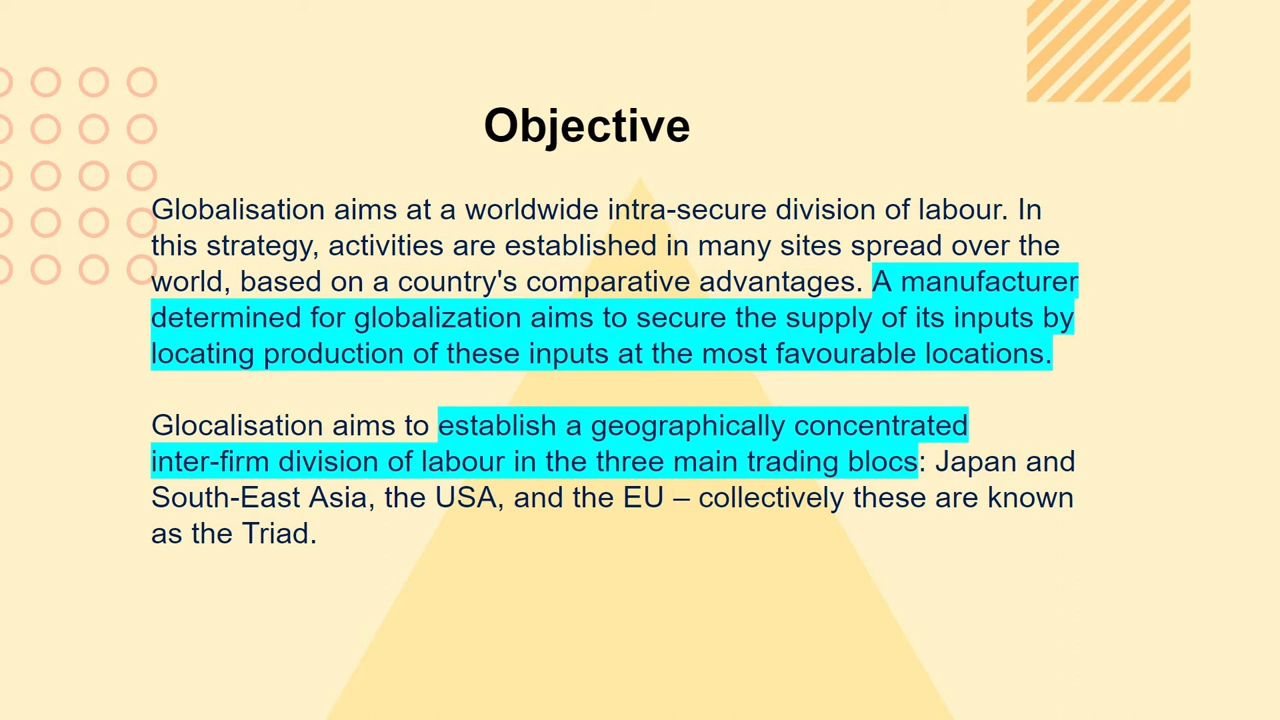 Objective
Globalisation aims at a worldwide intra-secure division of labour. In
this strategy, activities are established in many sites spread over the
world, based on a country's comparative advantages. A manufacturer
determined for globalization aims to secure the supply of its inputs by
locating production of these inputs at the most favourable locations.
Glocalisation aims to establish a geographically concentrated
inter-firm division of labour in the three main trading blocs: Japan and
South-East Asia, the USA, and the EU – collectively these are known
as the Triad.